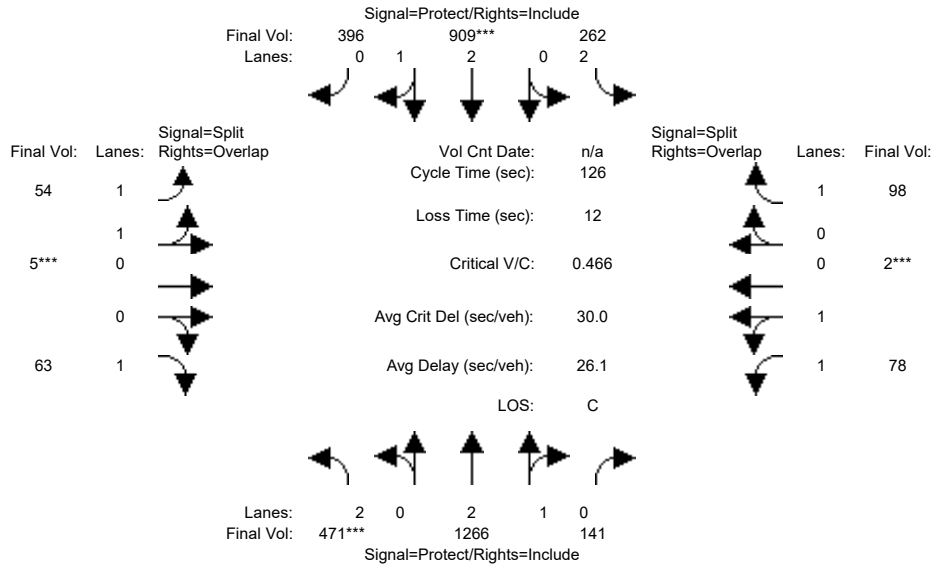 Signal=Protect/Rights=Include
Final Vol: 396 909*** 262
Lanes: 0 1 2 0 2
Signal=Split
Final Vol: Lanes: Rights=Overlap
Vol Cnt Date: n/a
Signal=Split
Rights=Overlap Lanes: Final Vol:
Cycle Time (sec): 126
54 1
1 98
Loss Time (sec): 12
1
0
5*** 0
Critical V/C: 0.466
0 2***
0
Avg Crit Del (sec/veh): 30.0
1
63 1
Avg Delay (sec/veh): 26.1
1 78
LOS: C
Lanes: 2 0 2 1 0
Final Vol: 471*** 1266 141
Signal=Protect/Rights=Include